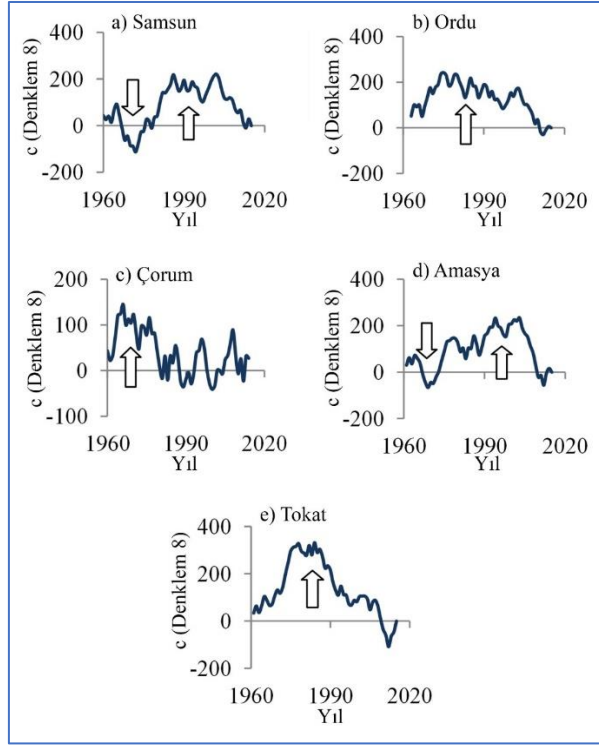 a) Samsun
c (Denklem 8)
400
200
0
-200
1960
1990
2020
Yıl
b) Ordu
c (Denklem 8)
400
200
0
-200
1960
1990
2020
Yıl
c) Çorum
c (Denklem 8)
200
100
0
-100
1960
1990
2020
Yıl
d) Amasya
c (Denklem 8)
400
200
0
-200
1960
1990
2020
Yıl
e) Tokat
c (Denklem 8)
400
200
0
-200
1960
1990
2020
Yıl